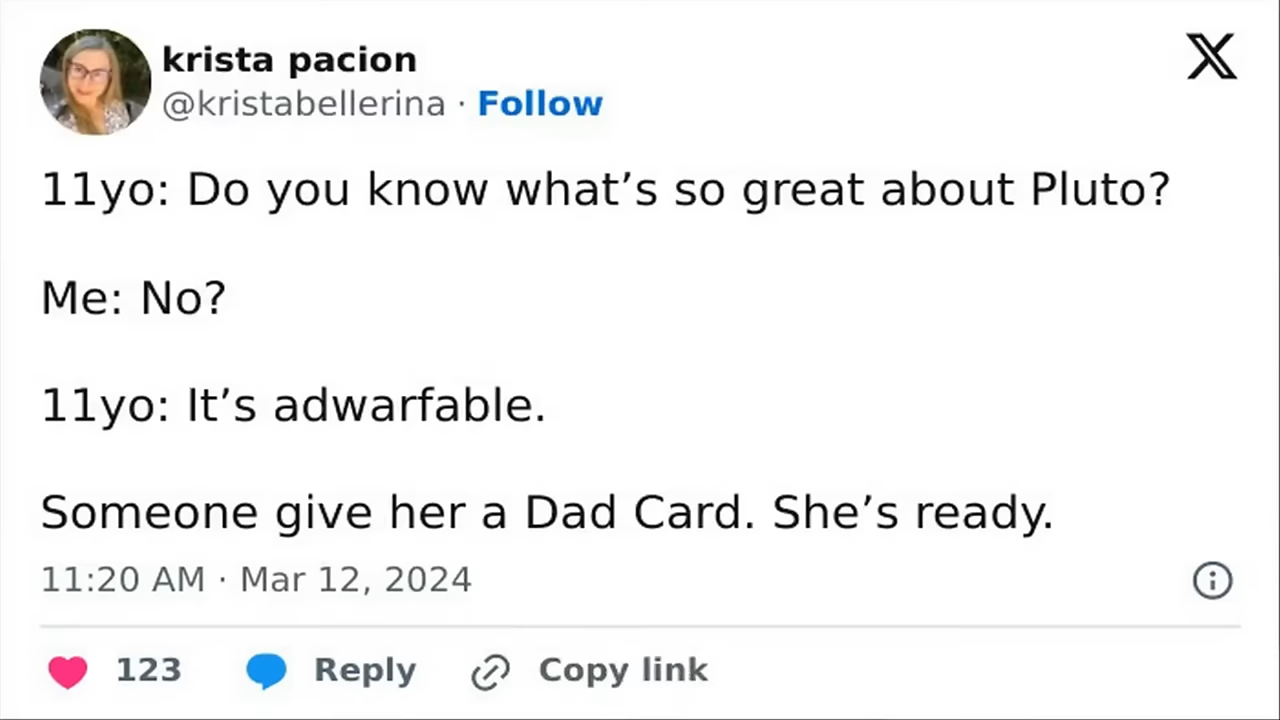 krista pacion
@kristabellerina · Follow
11yo: Do you know what’s so great about Pluto?
Me: No?
11yo: It’s adwarfable.
Someone give her a Dad Card. She’s ready.
11:20 AM · Mar 12, 2024
123 Reply Copy link